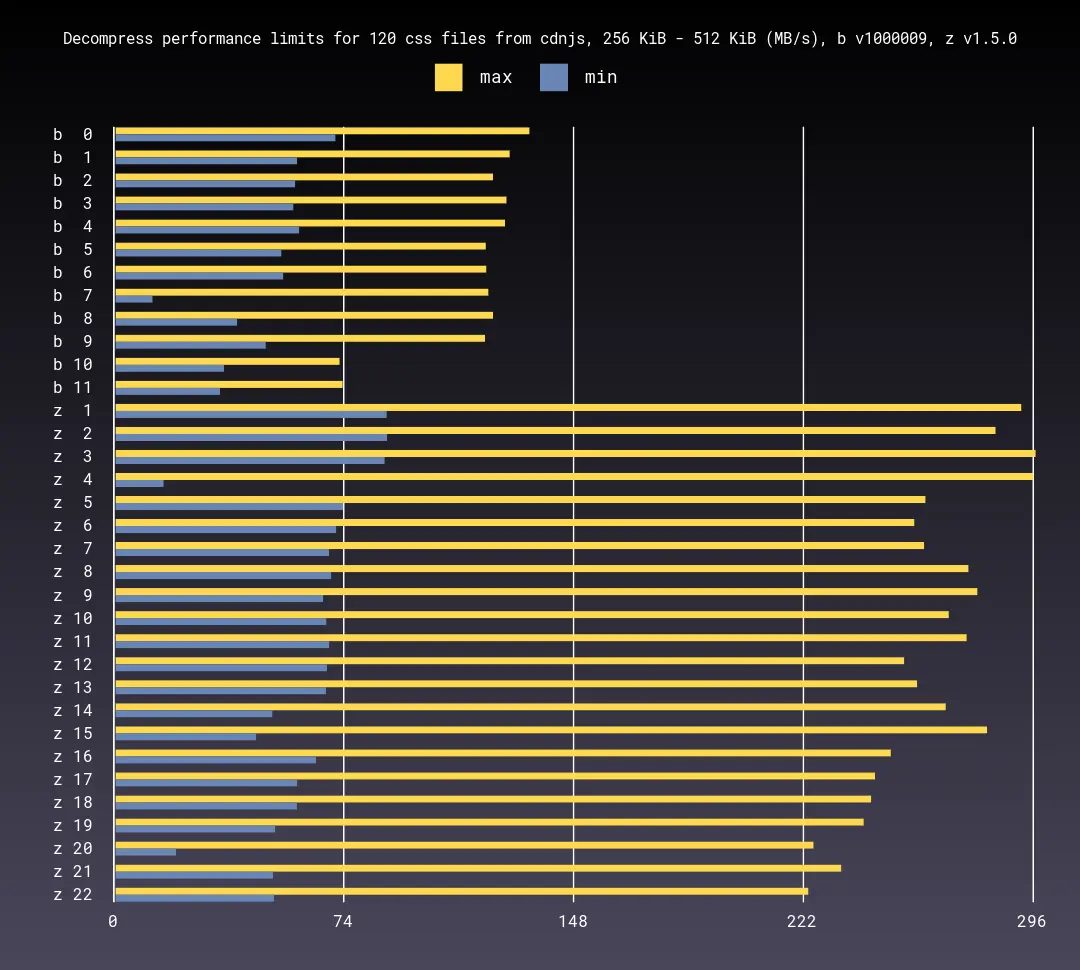 Decompress performance limits for 120 css files from cdnjs, 256 KiB - 512 KiB (MB/s), b v1000009, z v1.5.0
max min
b 0
b 1
b 2
b 3
b 4
b 5
b 6
b 7
b 8
b 9
b 10
b 11
z 1
z 2
z 3
z 4
z 5
z 6
z 7
z 8
z 9
z 10
z 11
z 12
z 13
z 14
z 15
z 16
z 17
z 18
z 19
z 20
z 21
z 22
0 74 148 222 296